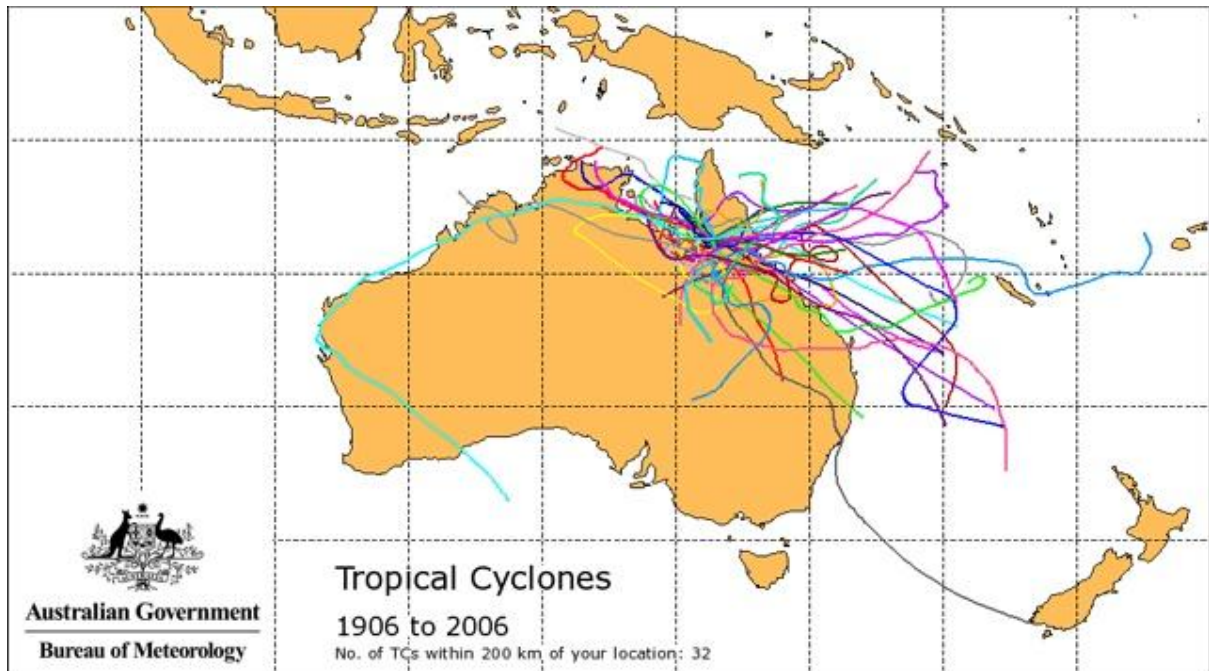 Tropical Cyclones
1906 to 2006
No. of TCs within 200 km of your location: 32
Australian Government
Bureau of Meteorology